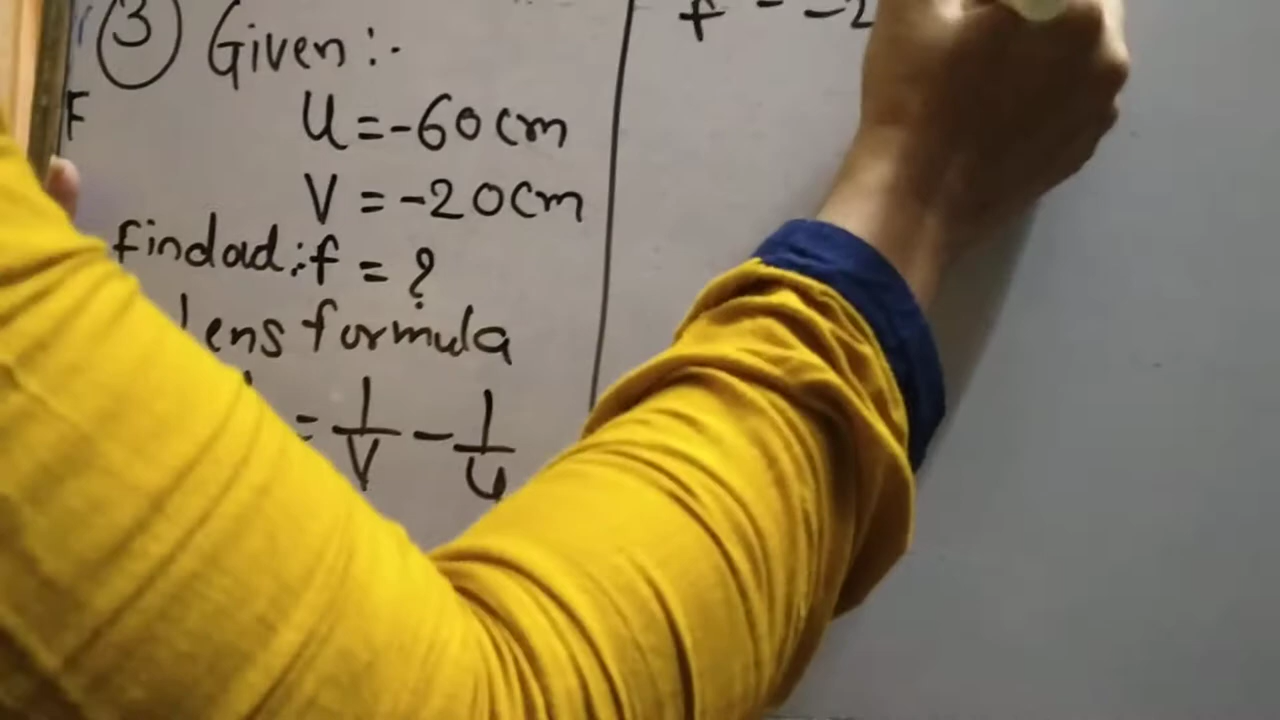 ③ Given :-
F
U = -60cm
V = -20cm
findad :- f = ?
lens formula
= 1/V - 1/u
f = -2